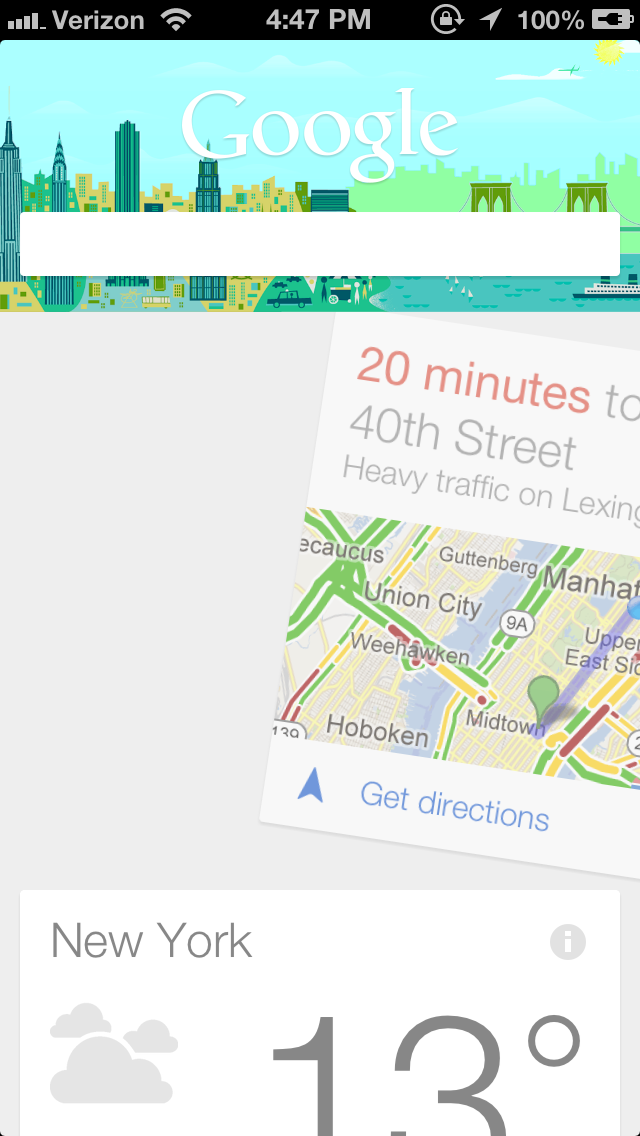 Verizon 4:47 PM 100%
Google
20 minutes to
40th Street
Heavy traffic on Lexing
ecaucus
Guttenberg
Manhat
Union City
9A
Upper
East Sid
Weehawken
Midtown
Hoboken
139
2
Get directions
New York
i
13°